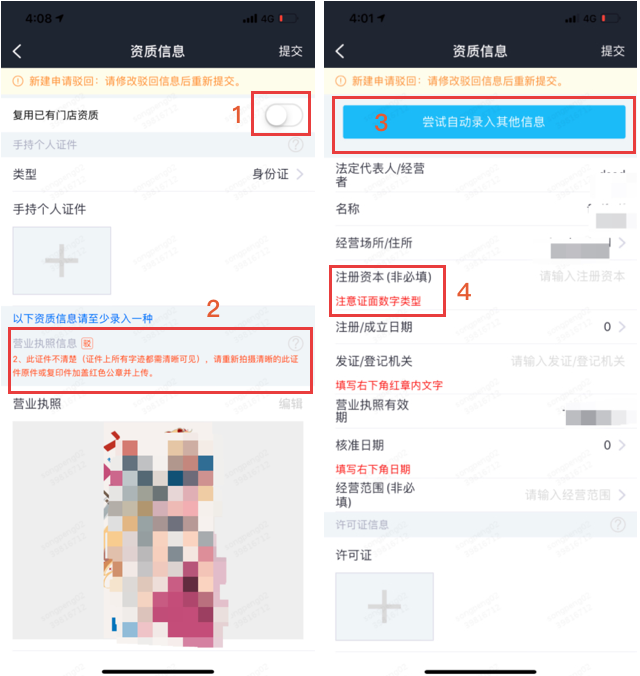 4:08
4G
资质信息
提交
新建申请驳回：请修改驳回信息后重新提交。
复用已有门店资质
1
手持个人证件
?
类型
身份证
手持个人证件
以下资质信息请至少录入一种
2
营业执照信息 驳
?
2、此证件不清楚（证件上所有字迹都需清晰可见），请重新拍摄清晰的此证
原件或复印件加盖红色公章并上传。
营业执照
编辑
4:01
4G
资质信息
提交
新建申请驳回：请修改驳回信息后重新提交。
3
尝试自动录入其他信息
法定代表人/经营
者
名称
经营场所/住所
注册资本(非必填)
请输入注册资本
注意证面数字类型
4
注册/成立日期
0
发证/登记机关
请输入发证/登记机关
填写右下角红章内文字
营业执照有效
期
核准日期
0
填写右下角日期
经营范围(非必
填)
请输入经营范围
许可证信息
?
许可证